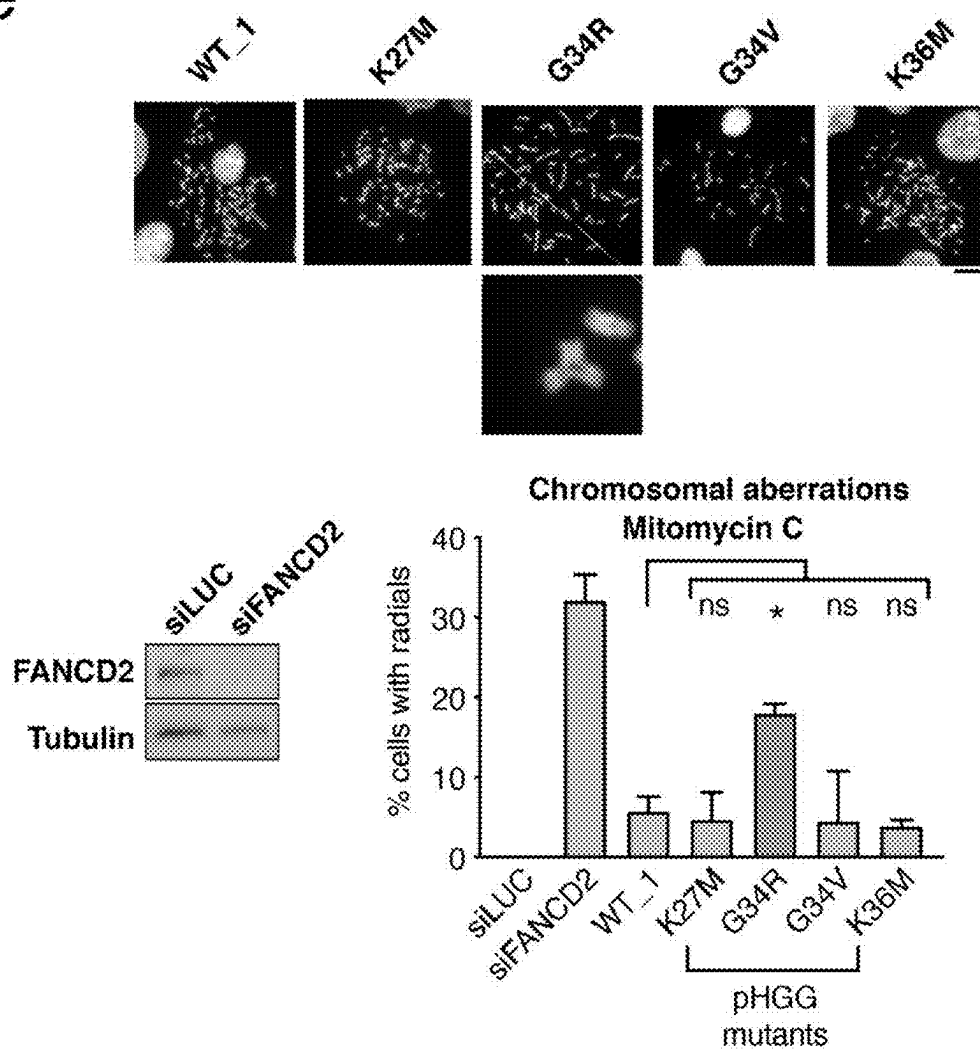 WT_1 K27M G34R G34V K36M
Chromosomal aberrations
Mitomycin C
siLUC siFANCD2
FANCD2
Tubulin
% cells with radials
40
30
20
10
0
ns * ns ns
siLUC siFANCD2 WT_1 K27M G34R G34V K36M
pHGG
mutants